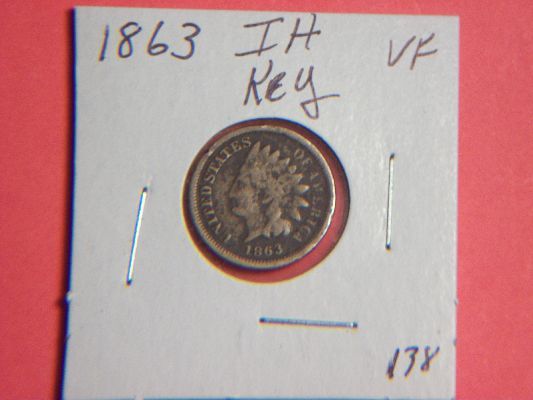 1863 IH VF
Key
UNITED STATES OF AMERICA
1863
138